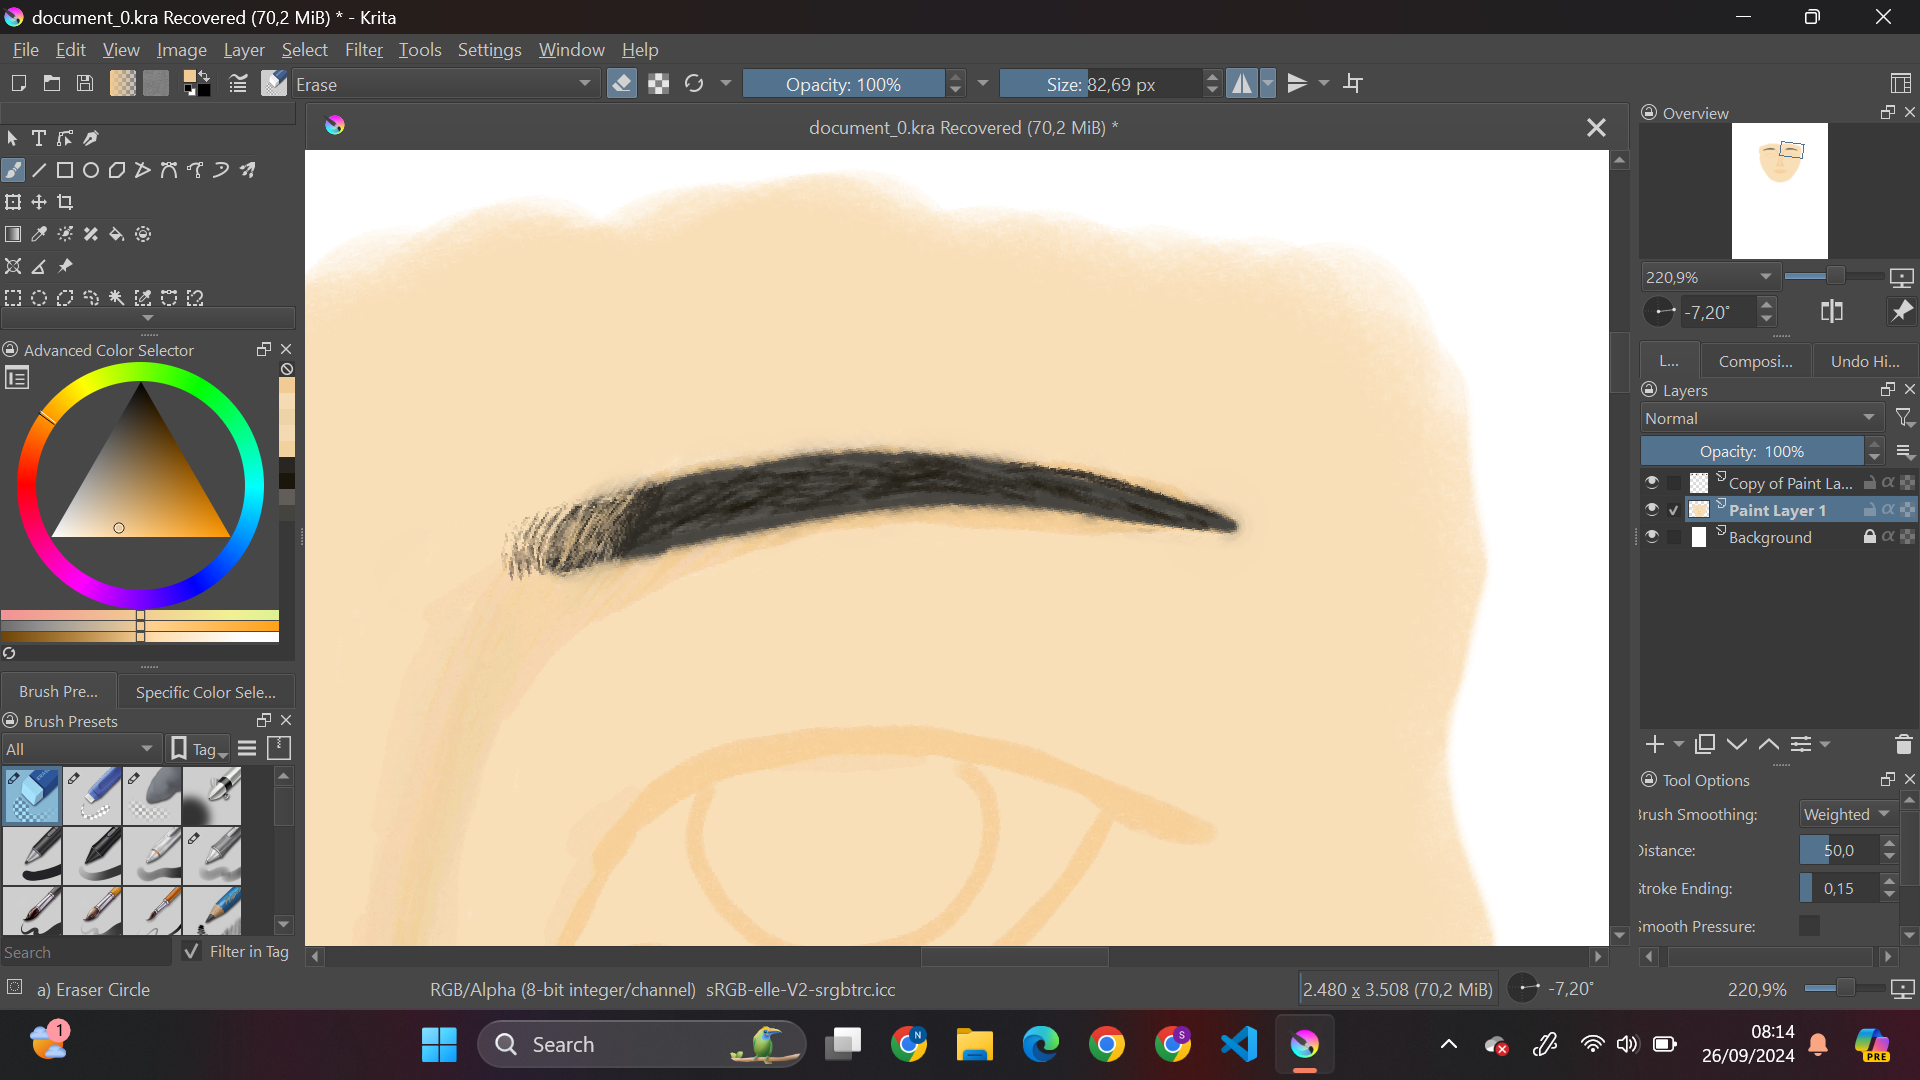 document_0.kra Recovered (70,2 MiB) * - Krita
File Edit View Image Layer Select Filter Tools Settings Window Help
Erase Opacity: 100% Size: 82,69 px
document_0.kra Recovered (70,2 MiB) *
Overview
220,9%
-7,20°
L... Composi... Undo Hi...
Layers
Normal
Opacity: 100%
Copy of Paint La...
Paint Layer 1
Background
Tool Options
Brush Smoothing: Weighted
Distance: 50,0
Stroke Ending: 0,15
Smooth Pressure:
Advanced Color Selector
Brush Pre... Specific Color Sele...
Brush Presets
All Tag
Search Filter in Tag
a) Eraser Circle
RGB/Alpha (8-bit integer/channel) sRGB-elle-V2-srgbtrc.icc
2.480 x 3.508 (70,2 MiB) -7,20° 220,9%
1
Search
N
S
08:14
26/09/2024
PRE